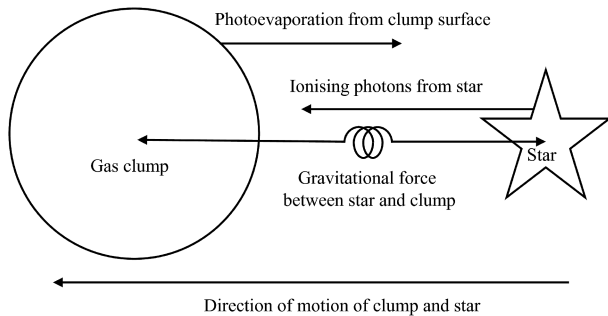 Photoevaporation from clump surface
Ionising photons from star
Gas clump
Star
Gravitational force
between star and clump
Direction of motion of clump and star